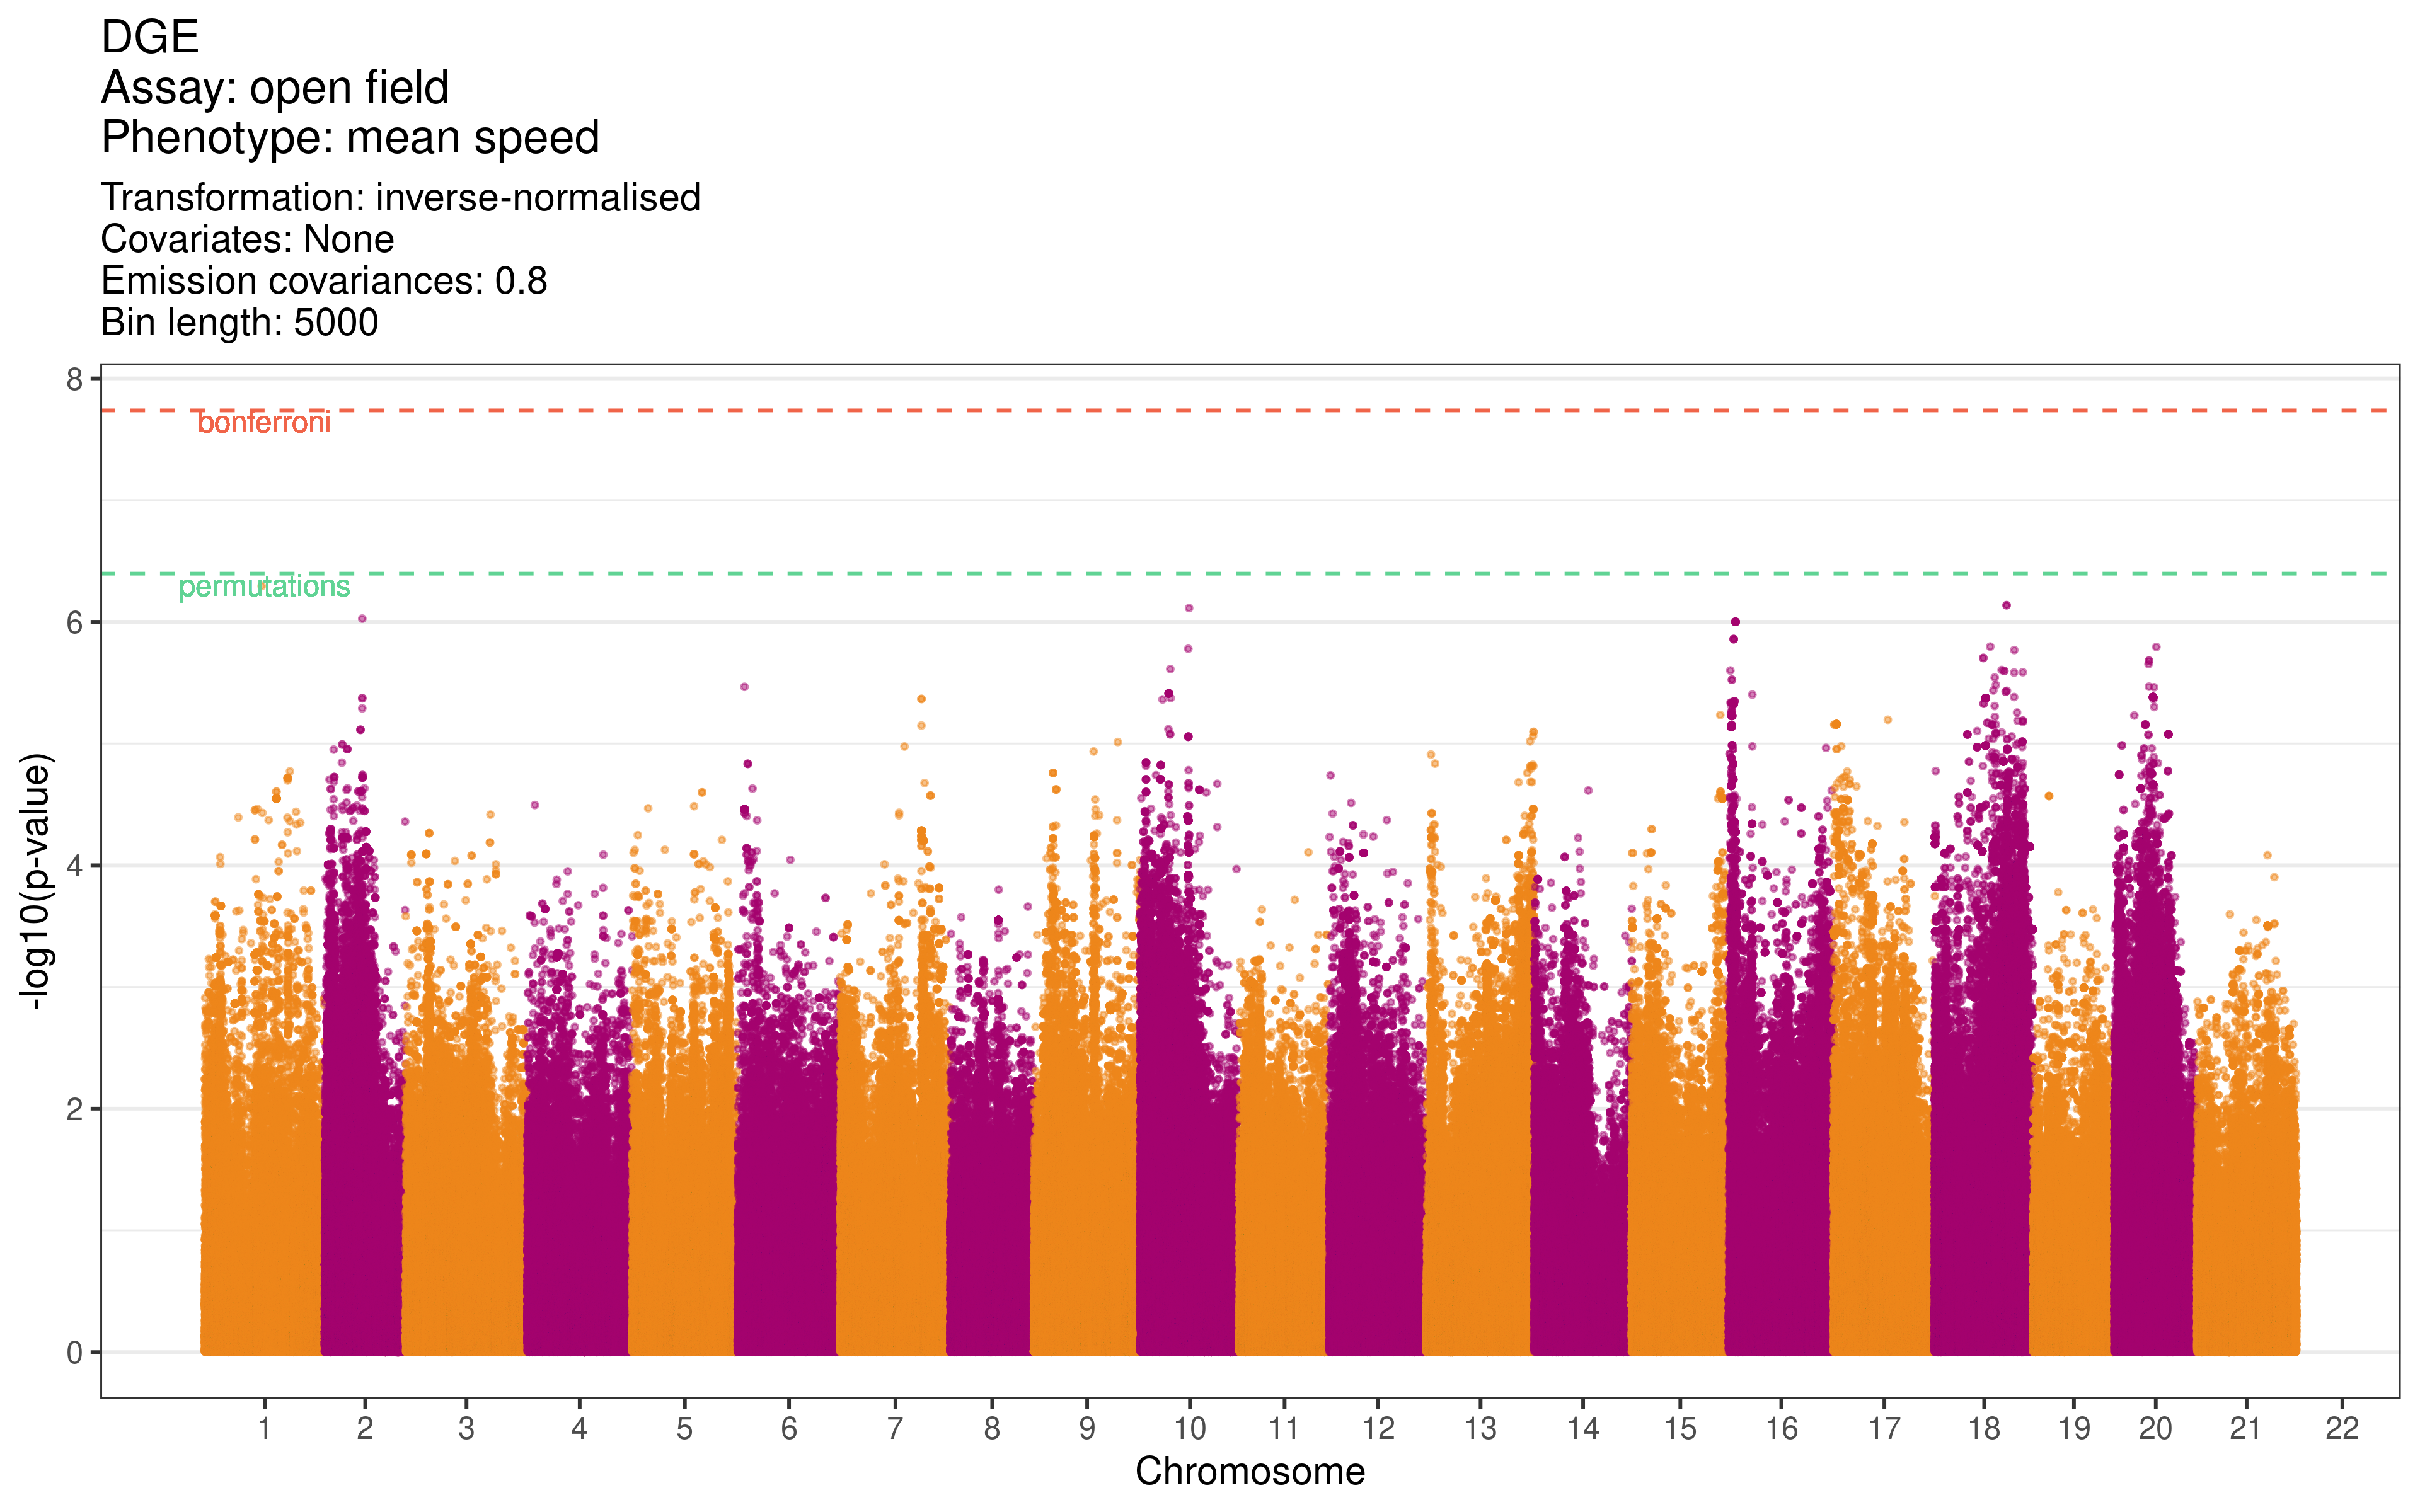 DGE
Assay: open field
Phenotype: mean speed
Transformation: inverse-normalised
Covariates: None
Emission covariances: 0.8
Bin length: 5000
8
bonferroni
permutations
6
4
2
0
-log10(p-value)
1 2 3 4 5 6 7 8 9 10 11 12 13 14 15 16 17 18 19 20 21 22
Chromosome